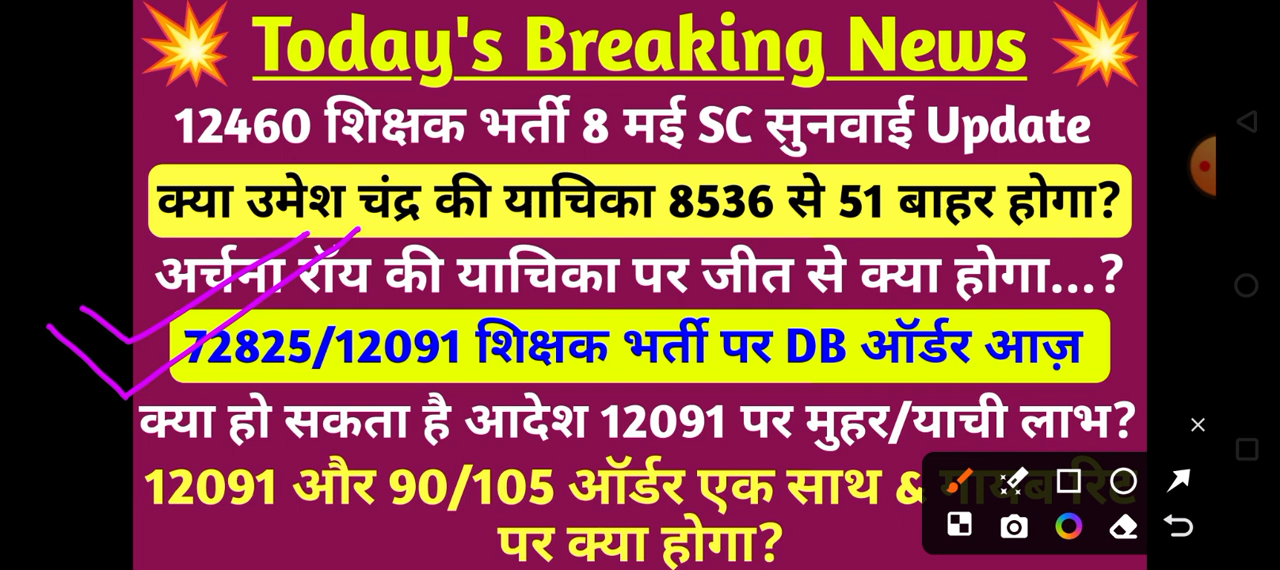 Today's Breaking News
12460 शिक्षक भर्ती 8 मई SC सुनवाई Update
क्या उमेश चंद्र की याचिका 8536 से 51 बाहर होगा?
अर्चना रॉय की याचिका पर जीत से क्या होगा...?
72825/12091 शिक्षक भर्ती पर DB ऑर्डर आज़
क्या हो सकता है आदेश 12091 पर मुहर/याची लाभ?
12091 और 90/105 ऑर्डर एक साथ &
पर क्या होगा?